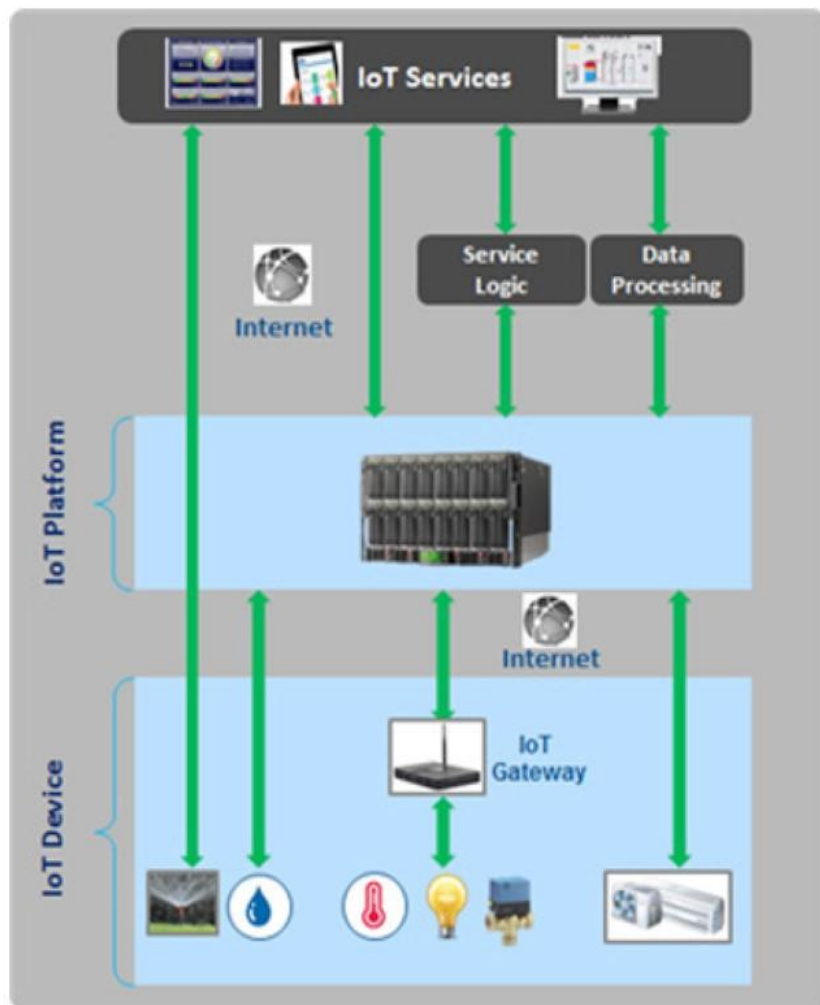 IoT Services
Service
Logic
Data
Processing
Internet
IoT Platform
Internet
IoT
Gateway
IoT Device